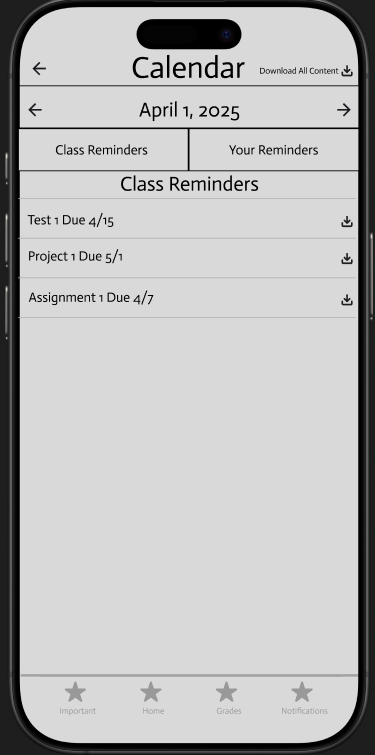 Calendar Download All Content
April 1, 2025
Class Reminders Your Reminders
Class Reminders
Test 1 Due 4/15
Project 1 Due 5/1
Assignment 1 Due 4/7
Important Home Grades Notifications